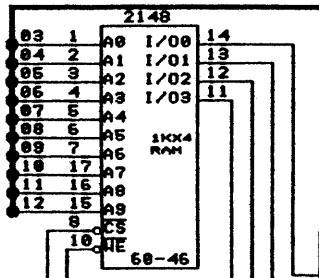 2148
03 1 A0 I/O0 14
04 2 A1 I/O1 13
05 3 A2 I/O2 12
06 4 A3 I/O3 11
07 5 A4
08 6 A5 1KX4
09 7 A6 RAM
10 17 A7
11 16 A8
12 15 A9
8 CS
10 WE
60-46